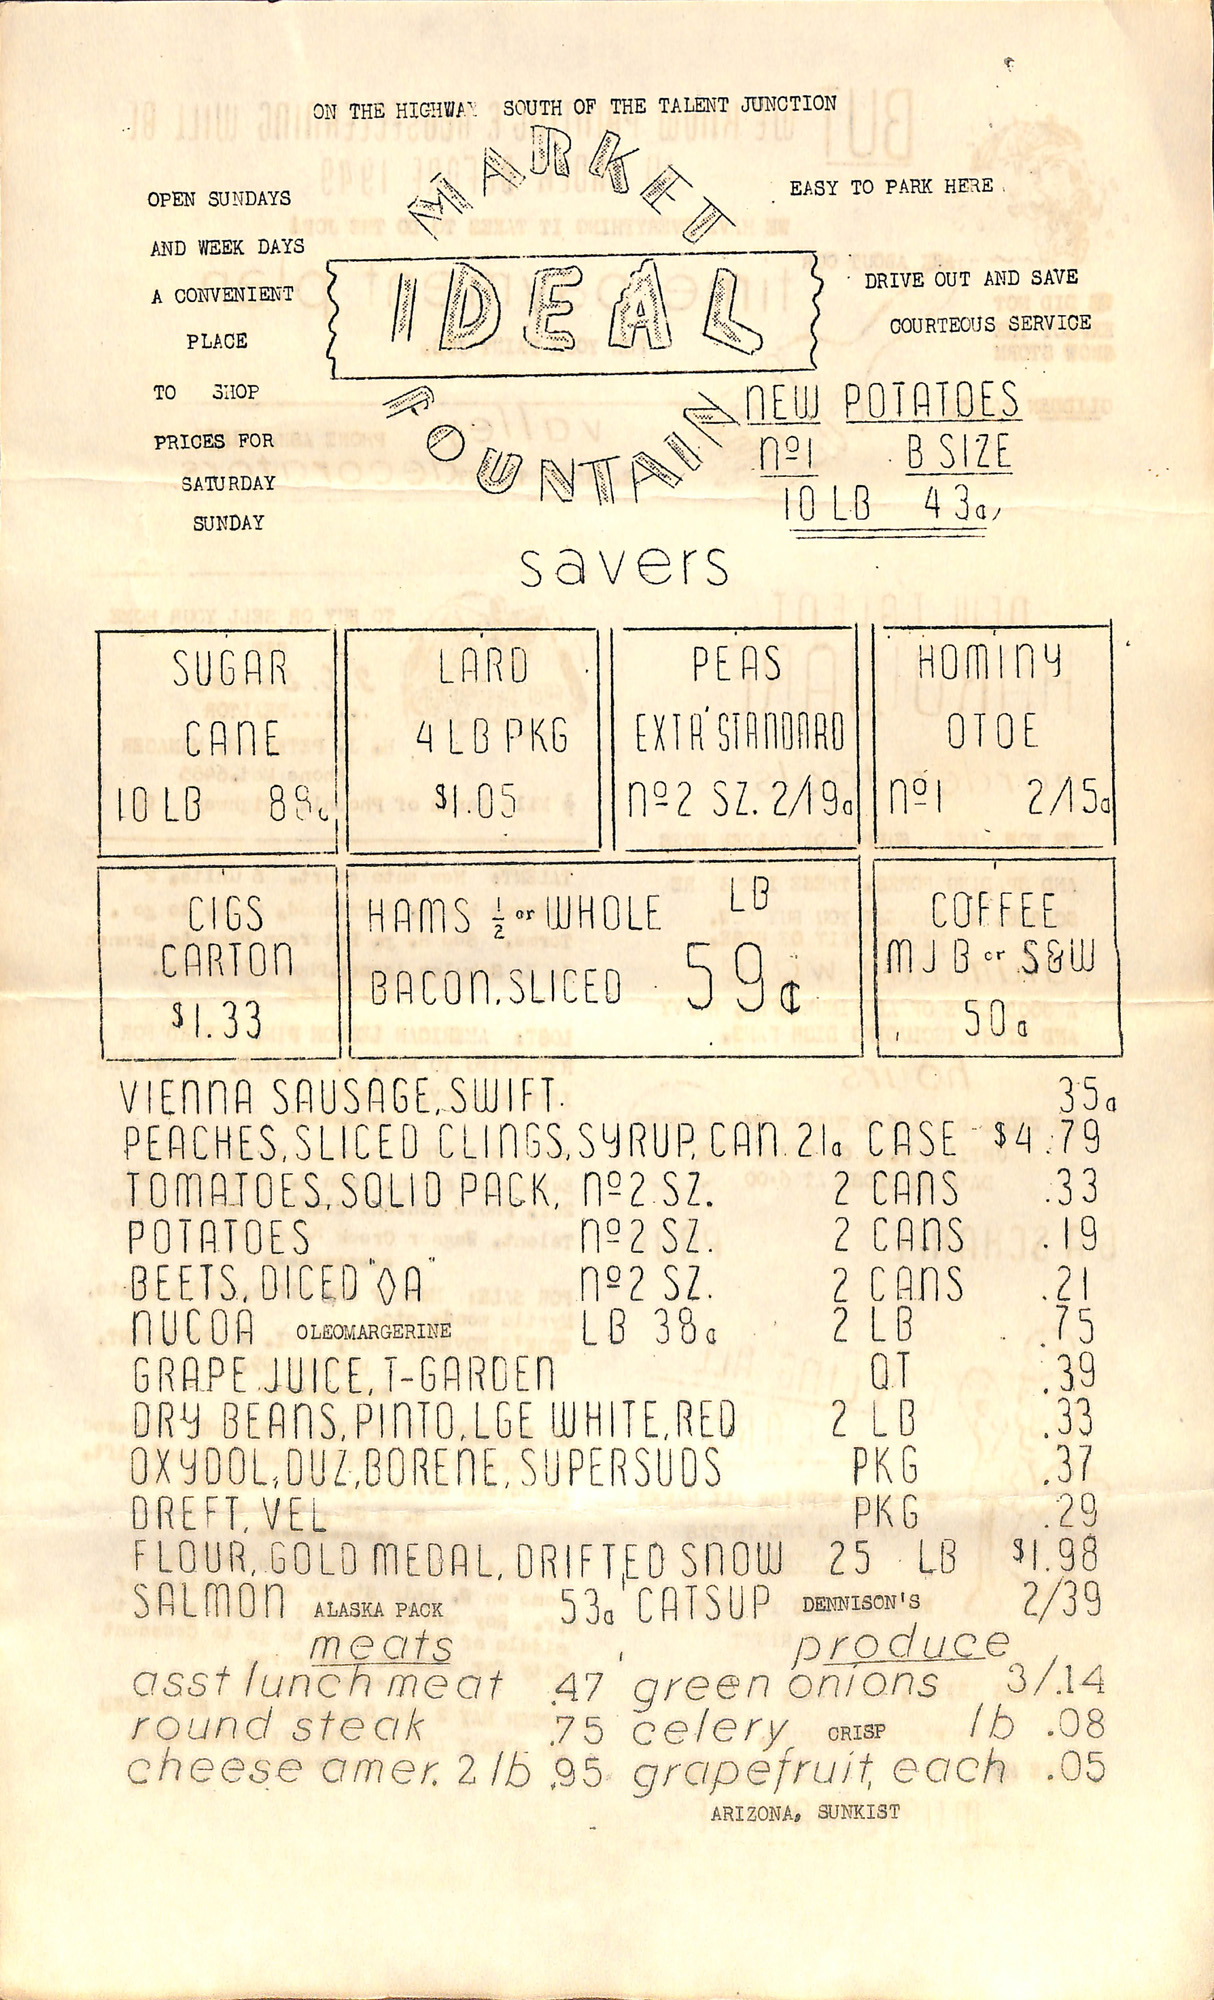 ON THE HIGHWAY SOUTH OF THE TALENT JUNCTION
MARKET
IDEAL
FOUNTAIN
OPEN SUNDAYS
AND WEEK DAYS
A CONVENIENT
PLACE
TO SHOP
PRICES FOR
SATURDAY
SUNDAY
EASY TO PARK HERE
DRIVE OUT AND SAVE
COURTEOUS SERVICE
NEW POTATOES
Nº1 B SIZE
10 LB 43¢
savers
SUGAR
CANE
10 LB 89¢
LARD
4 LB PKG
$1.05
PEAS
EXTR'STANDARD
Nº2 SZ. 2/19¢
HOMINY
OTOE
Nº1 2/15¢
CIGS
CARTON
$1.33
HAMS ½ or WHOLE LB
BACON, SLICED 59¢
COFFEE
MJB or S&W
50¢
VIENNA SAUSAGE, SWIFT. 35¢
PEACHES, SLICED CLINGS, SYRUP, CAN. 21¢ CASE $4.79
TOMATOES, SOLID PACK, Nº2 SZ. 2 CANS .33
POTATOES Nº2 SZ. 2 CANS .19
BEETS, DICED "◊A" Nº2 SZ. 2 CANS .21
NUCOA OLEOMARGERINE LB 38¢ 2 LB .75
GRAPE JUICE, T-GARDEN QT .39
DRY BEANS, PINTO, LGE WHITE, RED 2 LB .33
OXYDOL, DUZ, BORENE, SUPERSUDS PKG .37
DREFT, VEL PKG .29
FLOUR, GOLD MEDAL, DRIFTED SNOW 25 LB $1.98
SALMON ALASKA PACK 53¢ CATSUP DENNISON'S 2/39
meats produce
asst lunch meat .47 green onions 3/.14
round steak .75 celery CRISP lb .08
cheese amer. 2 lb .95 grapefruit, each .05
ARIZONA, SUNKIST